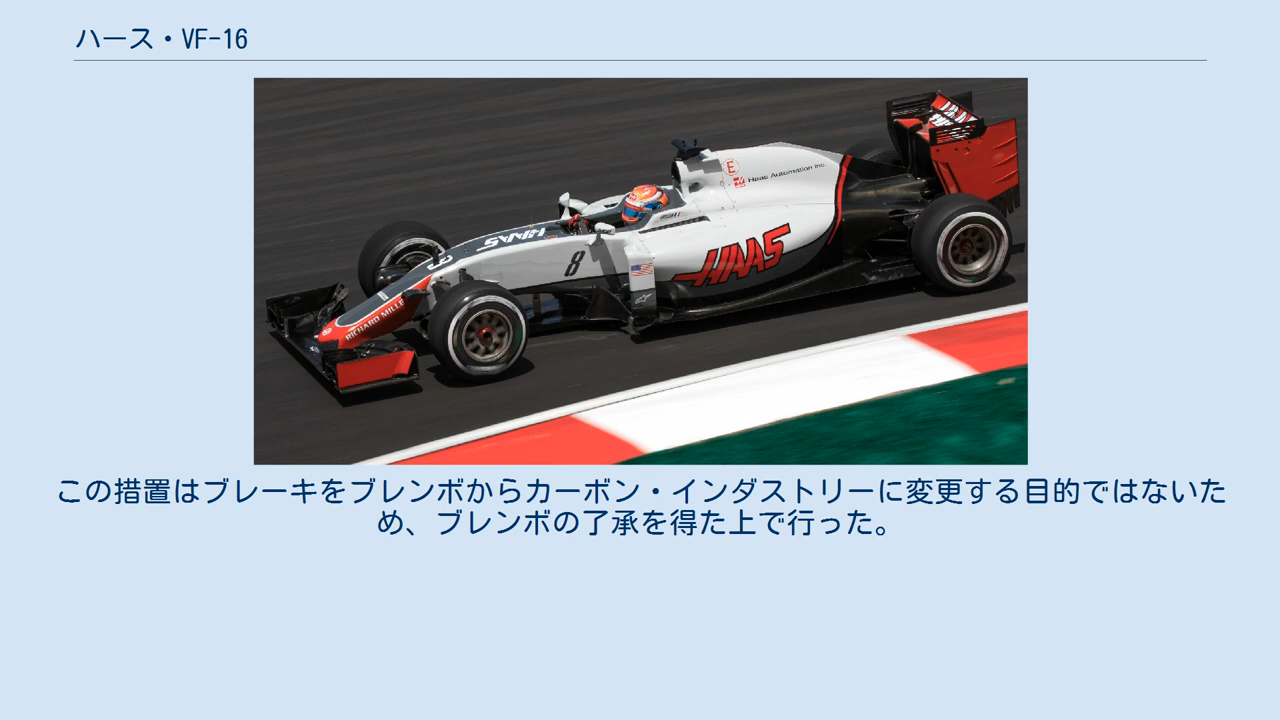 ハース・VF-16
E
Haas Automation Inc.
HAAS
8
HAAS
RICHARD MILLE
この措置はブレーキをブレンボからカーボン・インダストリーに変更する目的ではないた
め、ブレンボの了承を得た上で行った。